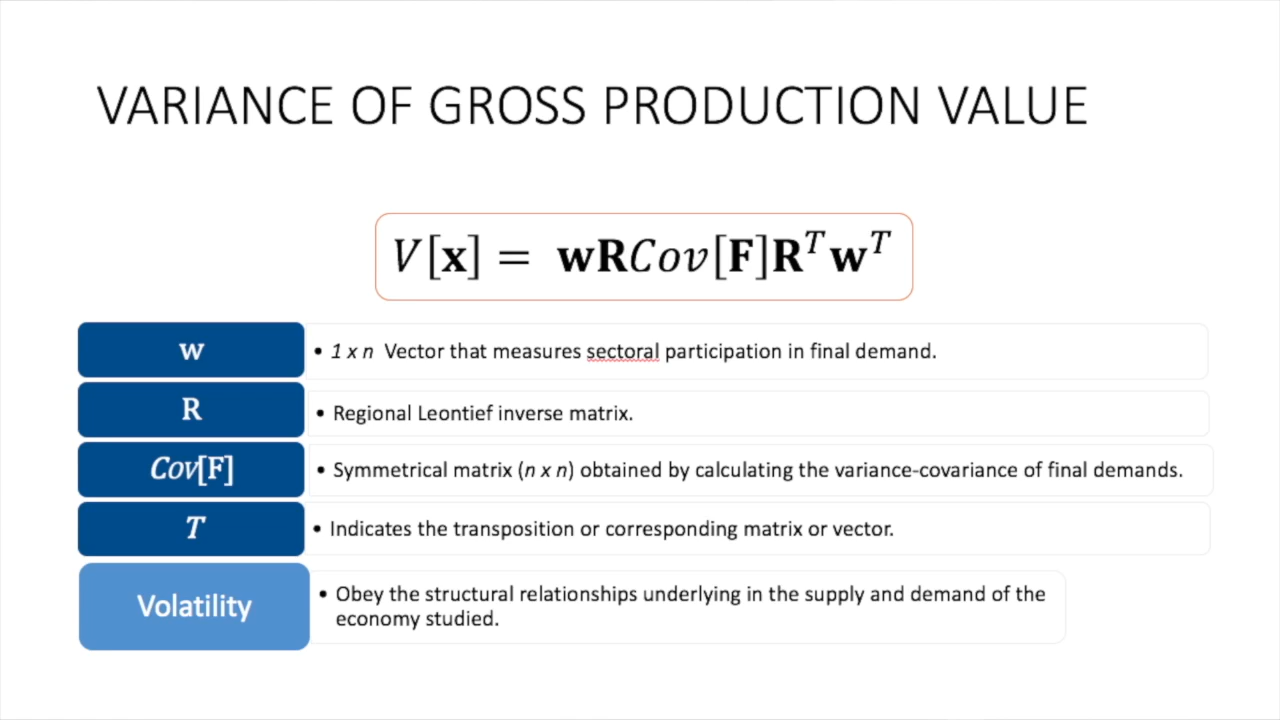 VARIANCE OF GROSS PRODUCTION VALUE
V[x] = wRCov[F]Rᵀwᵀ
w
• 1 x n Vector that measures sectoral participation in final demand.
R
• Regional Leontief inverse matrix.
Cov[F]
• Symmetrical matrix (n x n) obtained by calculating the variance-covariance of final demands.
T
• Indicates the transposition or corresponding matrix or vector.
Volatility
• Obey the structural relationships underlying in the supply and demand of the
economy studied.